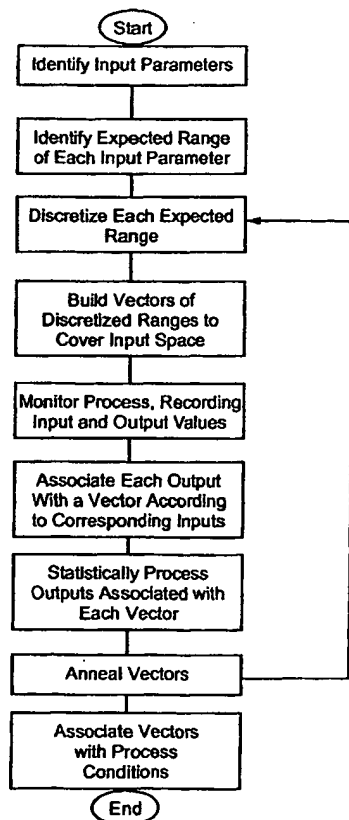 Start
Identify Input Parameters
Identify Expected Range
of Each Input Parameter
Discretize Each Expected
Range
Build Vectors of
Discretized Ranges to
Cover Input Space
Monitor Process, Recording
Input and Output Values
Associate Each Output
With a Vector According
to Corresponding Inputs
Statistically Process
Outputs Associated with
Each Vector
Anneal Vectors
Associate Vectors
with Process
Conditions
End